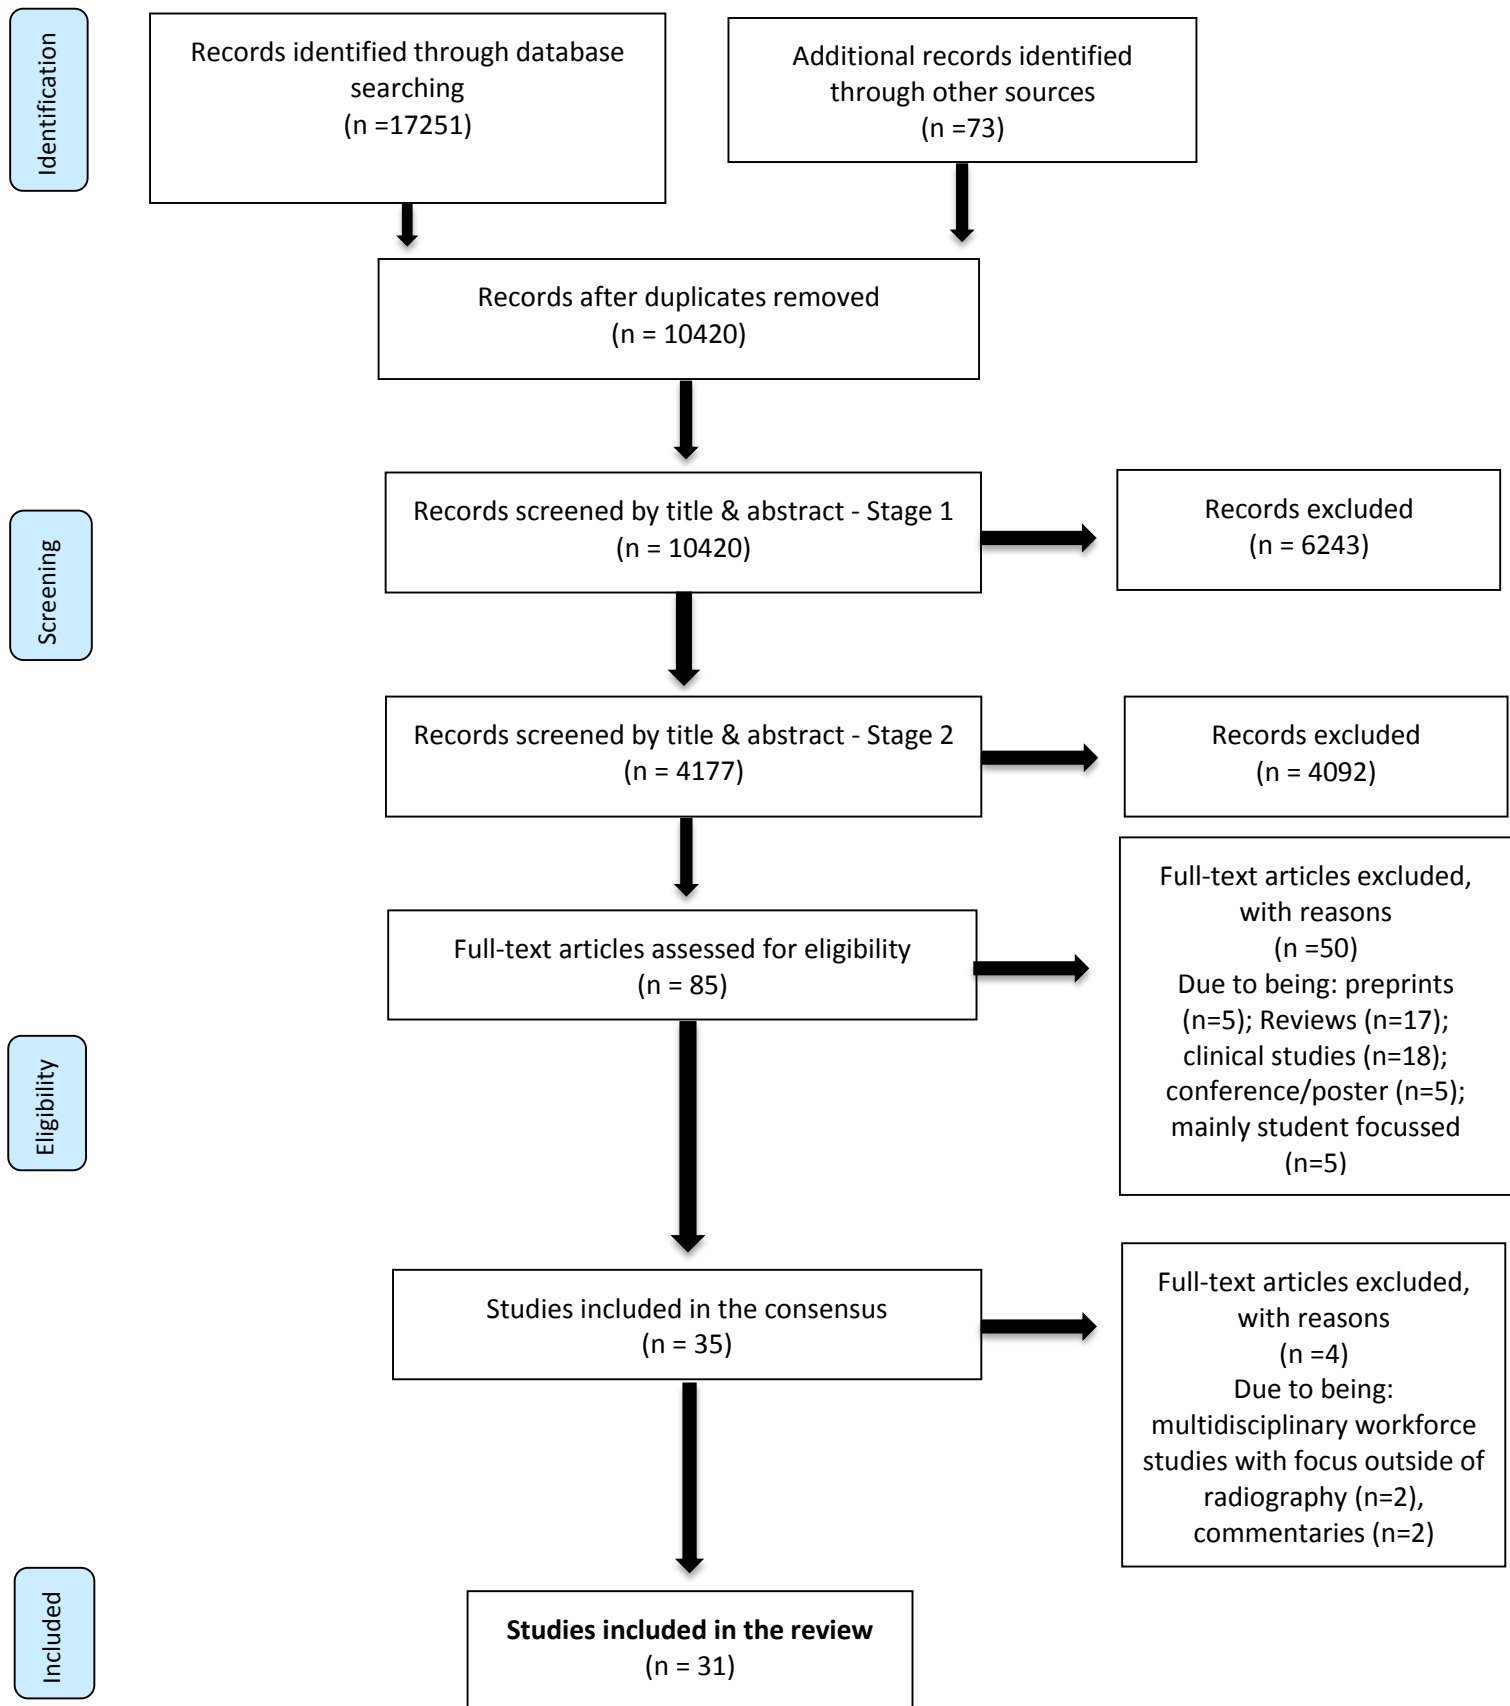 Identification
Records identified through database
searching
(n =17251)
Additional records identified
through other sources
(n =73)
Records after duplicates removed
(n = 10420)
Screening
Records screened by title & abstract - Stage 1
(n = 10420)
Records excluded
(n = 6243)
Records screened by title & abstract - Stage 2
(n = 4177)
Records excluded
(n = 4092)
Eligibility
Full-text articles assessed for eligibility
(n = 85)
Full-text articles excluded,
with reasons
(n =50)
Due to being: preprints
(n=5); Reviews (n=17);
clinical studies (n=18);
conference/poster (n=5);
mainly student focussed
(n=5)
Studies included in the consensus
(n = 35)
Full-text articles excluded,
with reasons
(n =4)
Due to being:
multidisciplinary workforce
studies with focus outside of
radiography (n=2),
commentaries (n=2)
Included
Studies included in the review
(n = 31)